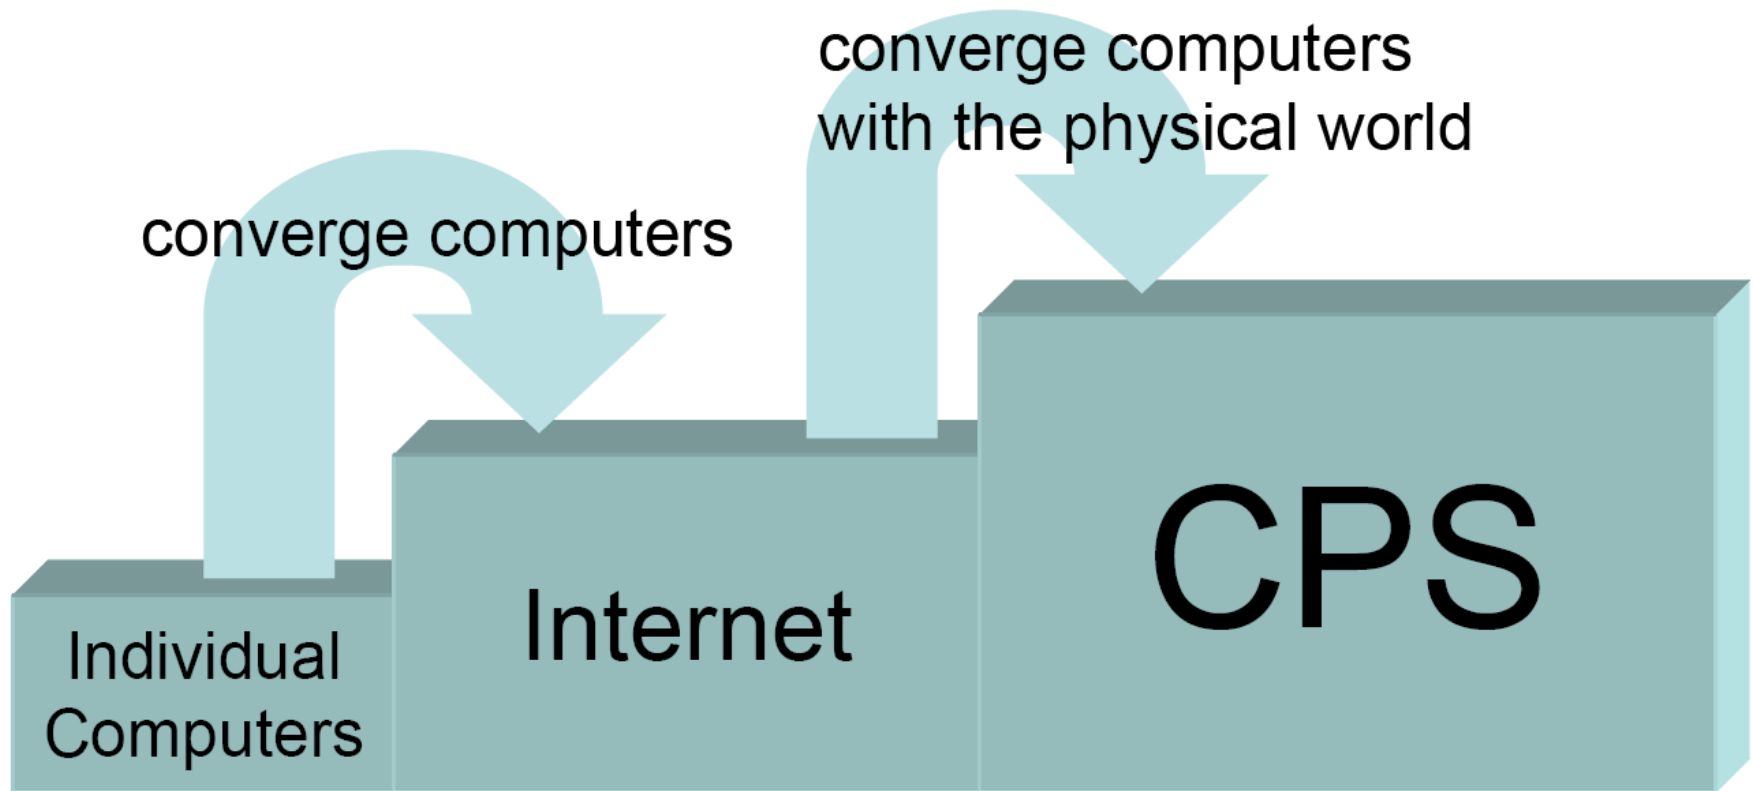 converge computers
with the physical world
converge computers
Individual
Computers
Internet
CPS